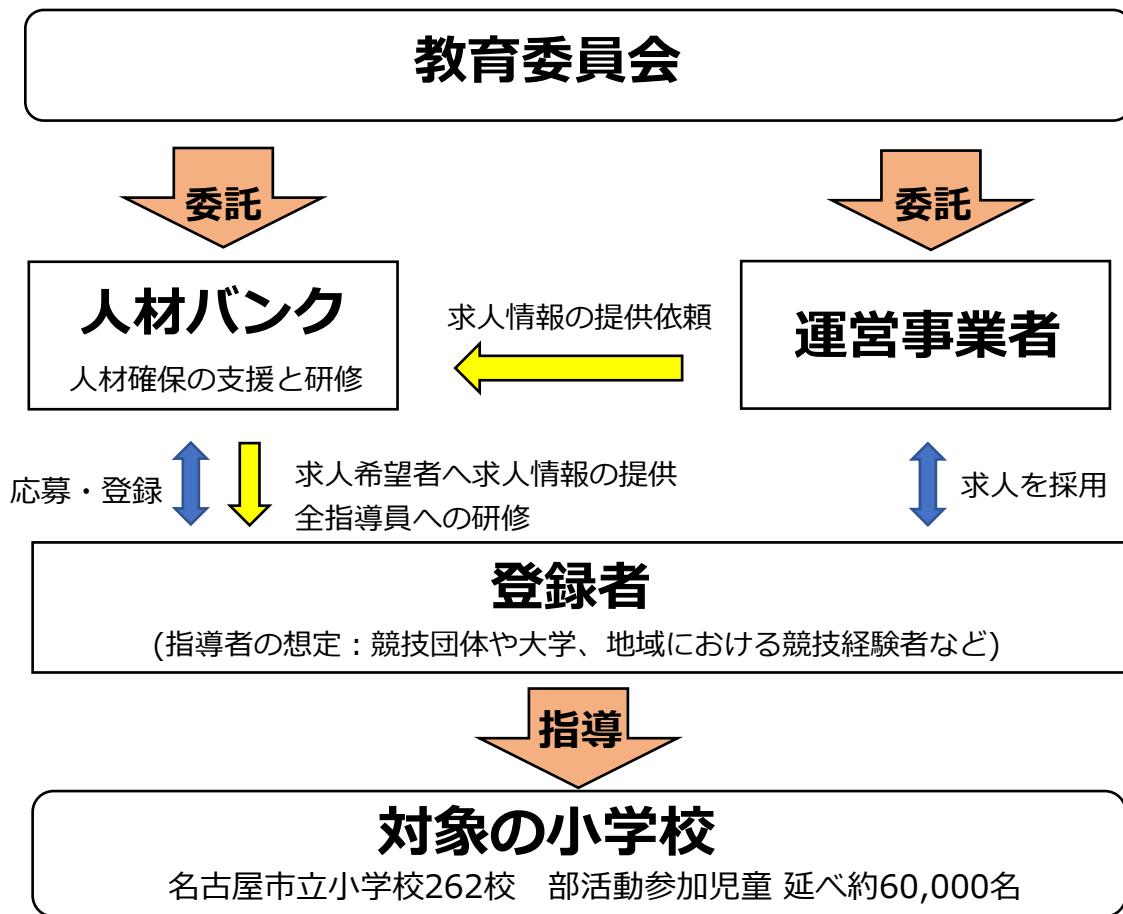 教育委員会
委託
委託
人材バンク
人材確保の支援と研修
求人情報の提供依頼
運営事業者
応募・登録
求人希望者へ求人情報の提供
全指導員への研修
求人を採用
登録者
(指導者の想定：競技団体や大学、地域における競技経験者など)
指導
対象の小学校
名古屋市立小学校262校　部活動参加児童 延べ約60,000名